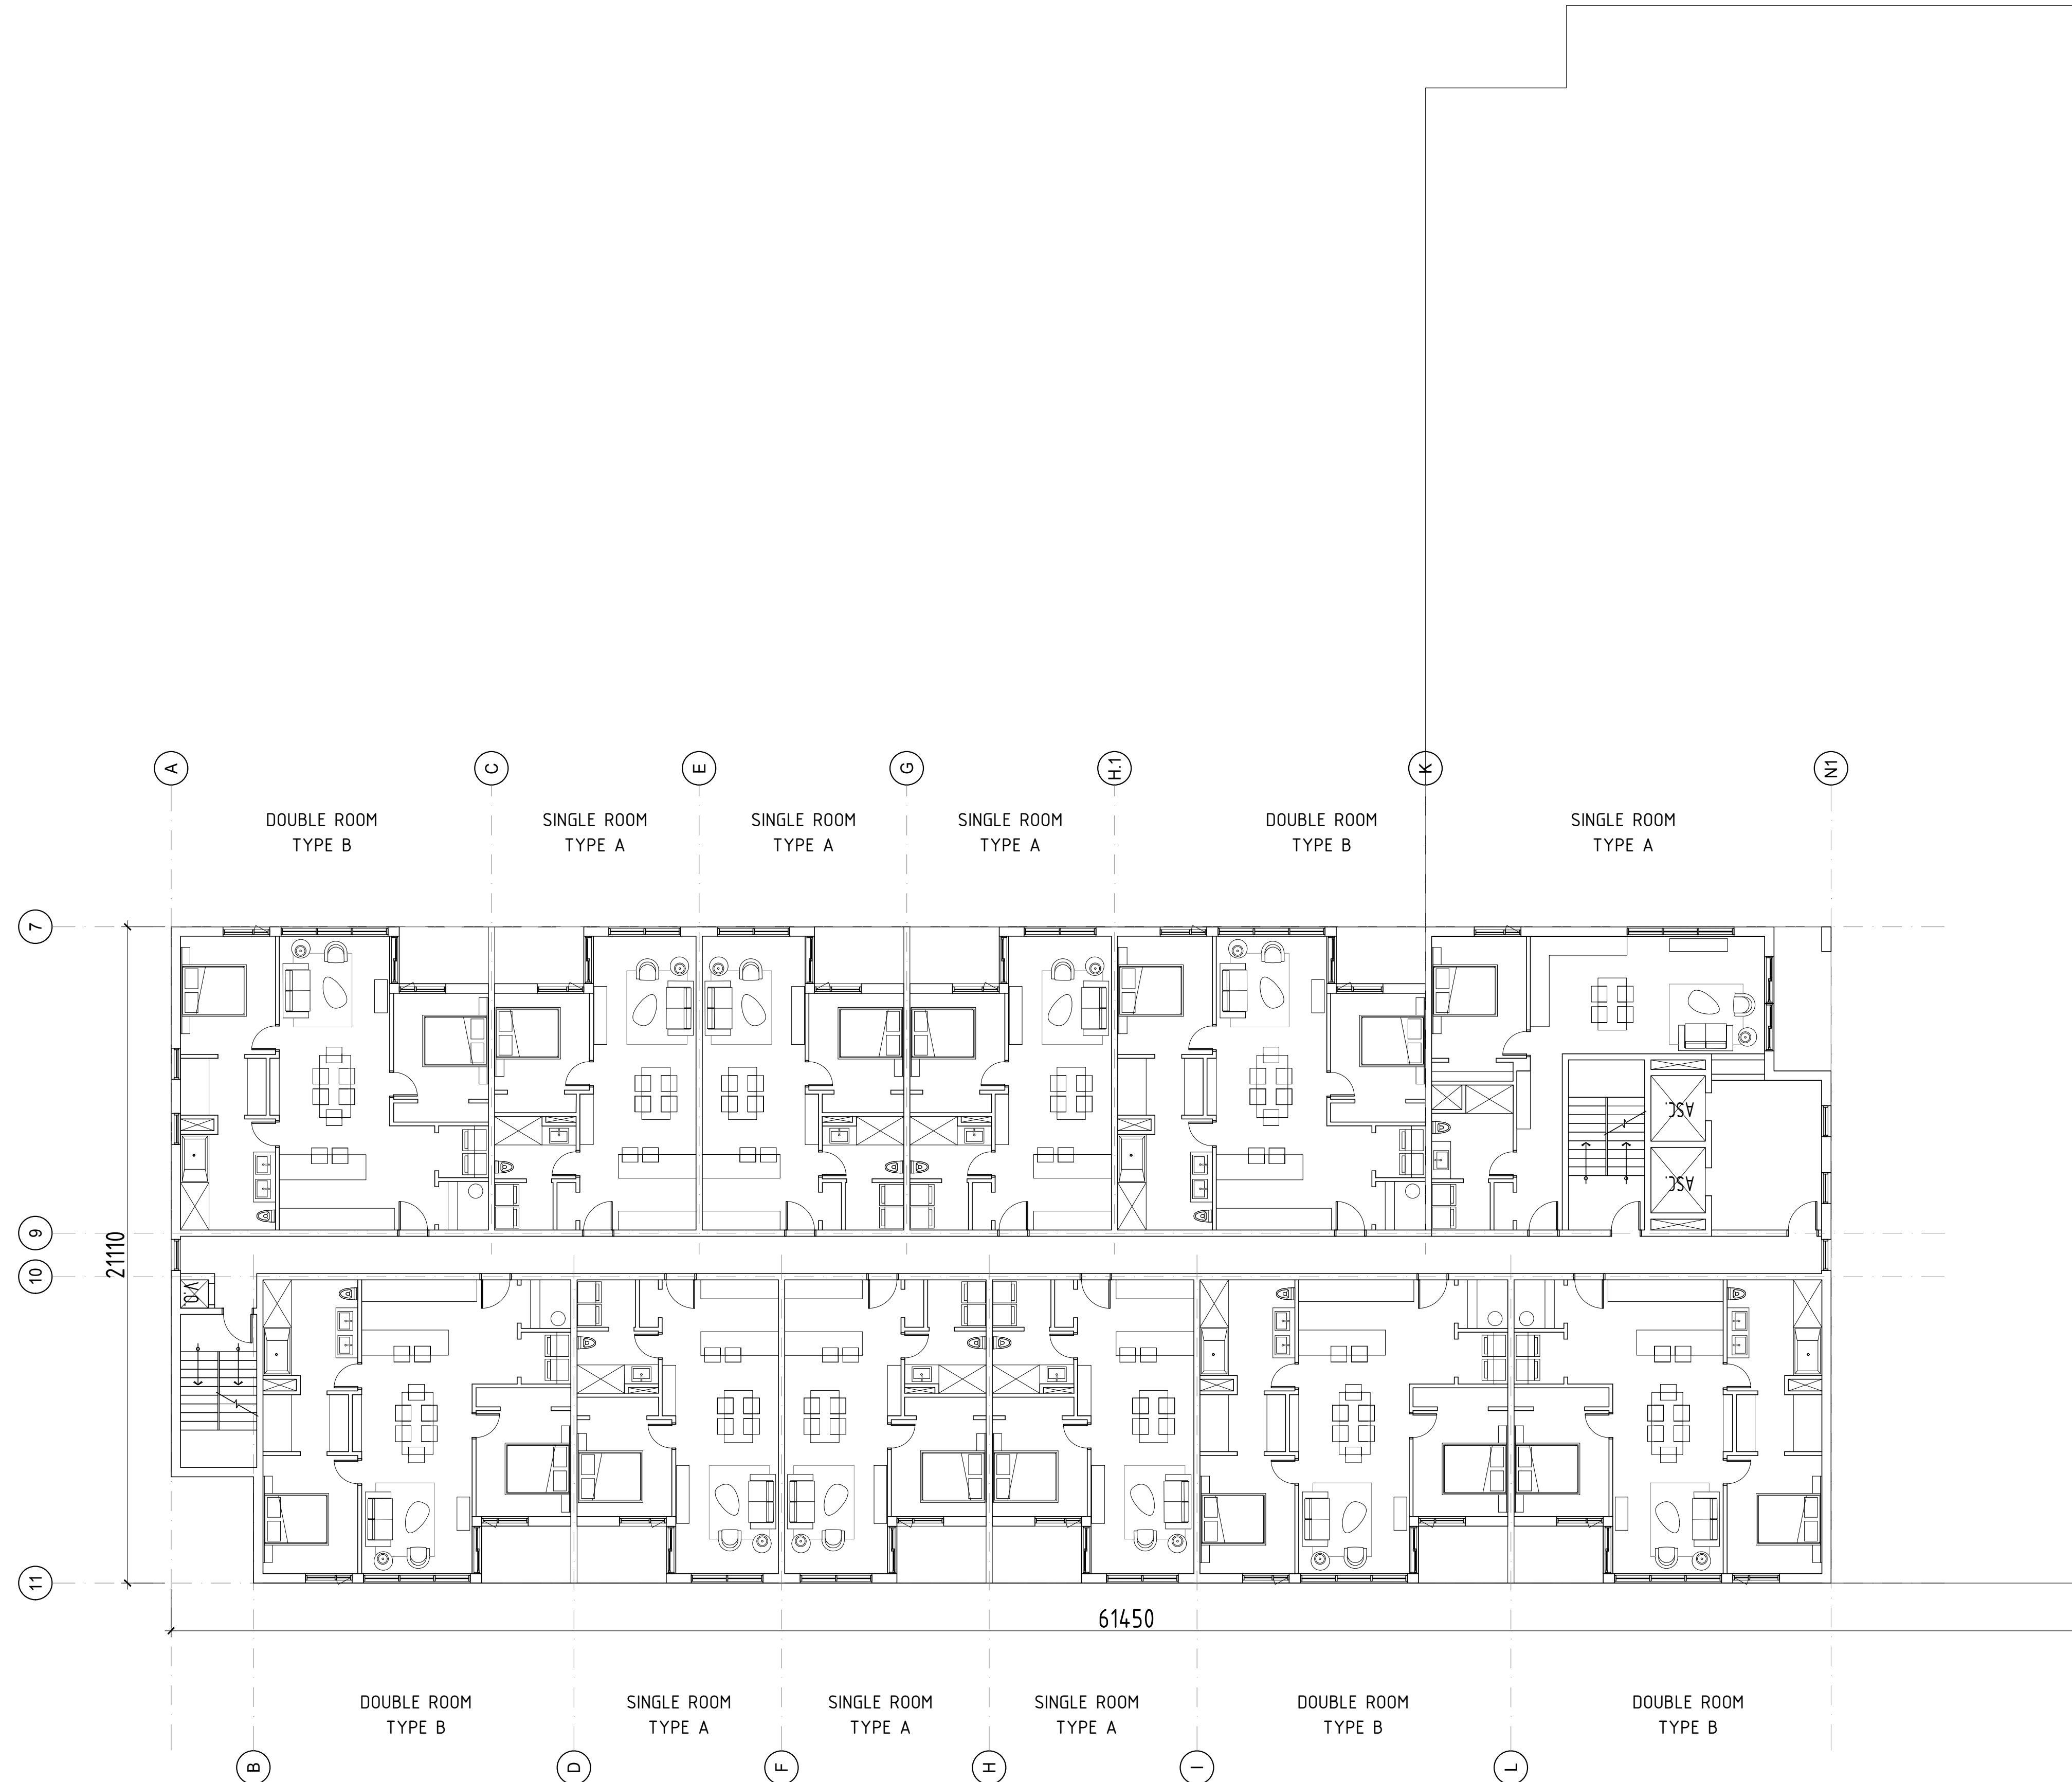 A
C
E
G
H.1
K
N1
DOUBLE ROOM
TYPE B
SINGLE ROOM
TYPE A
SINGLE ROOM
TYPE A
SINGLE ROOM
TYPE A
DOUBLE ROOM
TYPE B
SINGLE ROOM
TYPE A
7
9
10
11
21110
ASC.
ASC.
V.O.
61450
DOUBLE ROOM
TYPE B
SINGLE ROOM
TYPE A
SINGLE ROOM
TYPE A
SINGLE ROOM
TYPE A
DOUBLE ROOM
TYPE B
DOUBLE ROOM
TYPE B
B
D
F
H
I
L